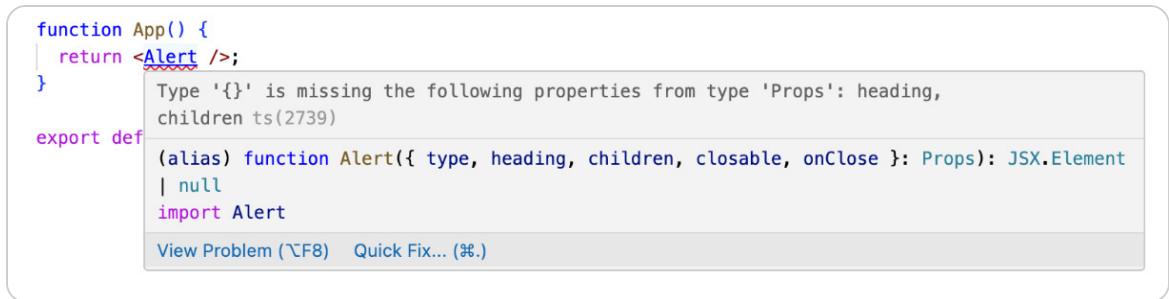 function App() {
return <Alert />;
}
Type '{}' is missing the following properties from type 'Props': heading,
children ts(2739)
export def
(alias) function Alert({ type, heading, children, closable, onClose }: Props): JSX.Element
| null
import Alert
View Problem (⌥F8) Quick Fix... (⌘.)